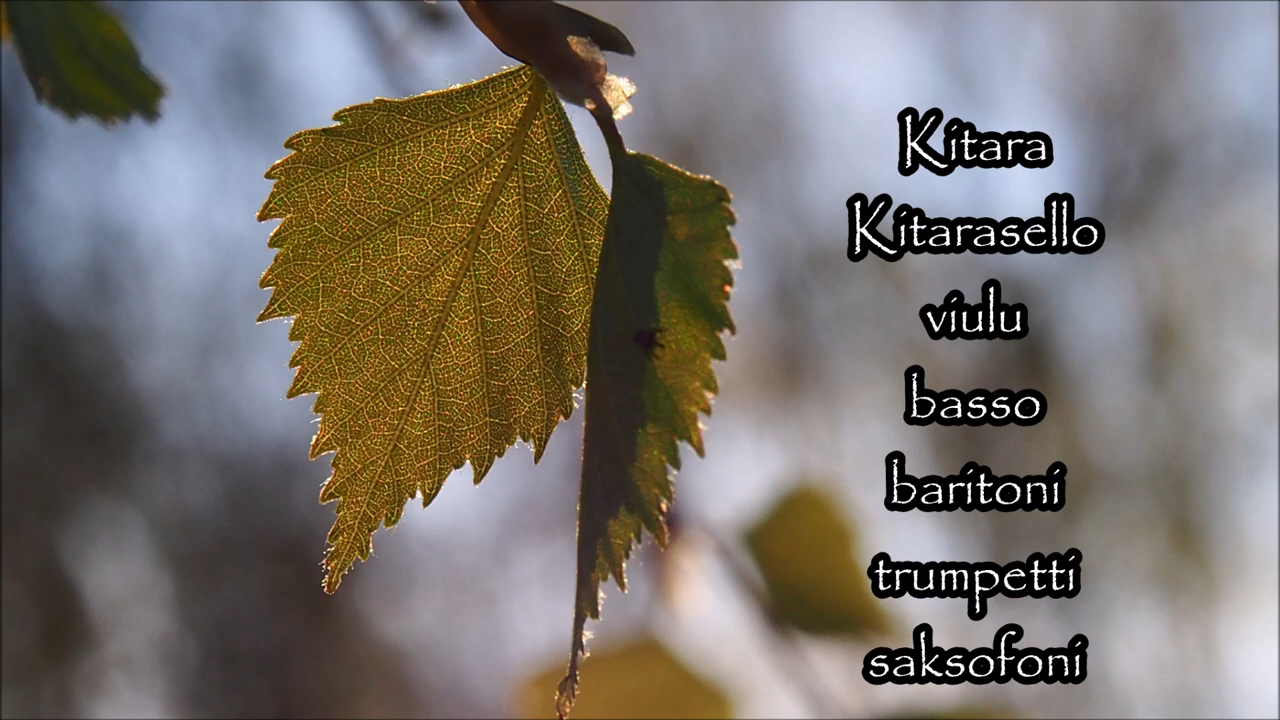 Kitara
Kitarasello
viulu
basso
baritoni
trumpetti
saksofoni